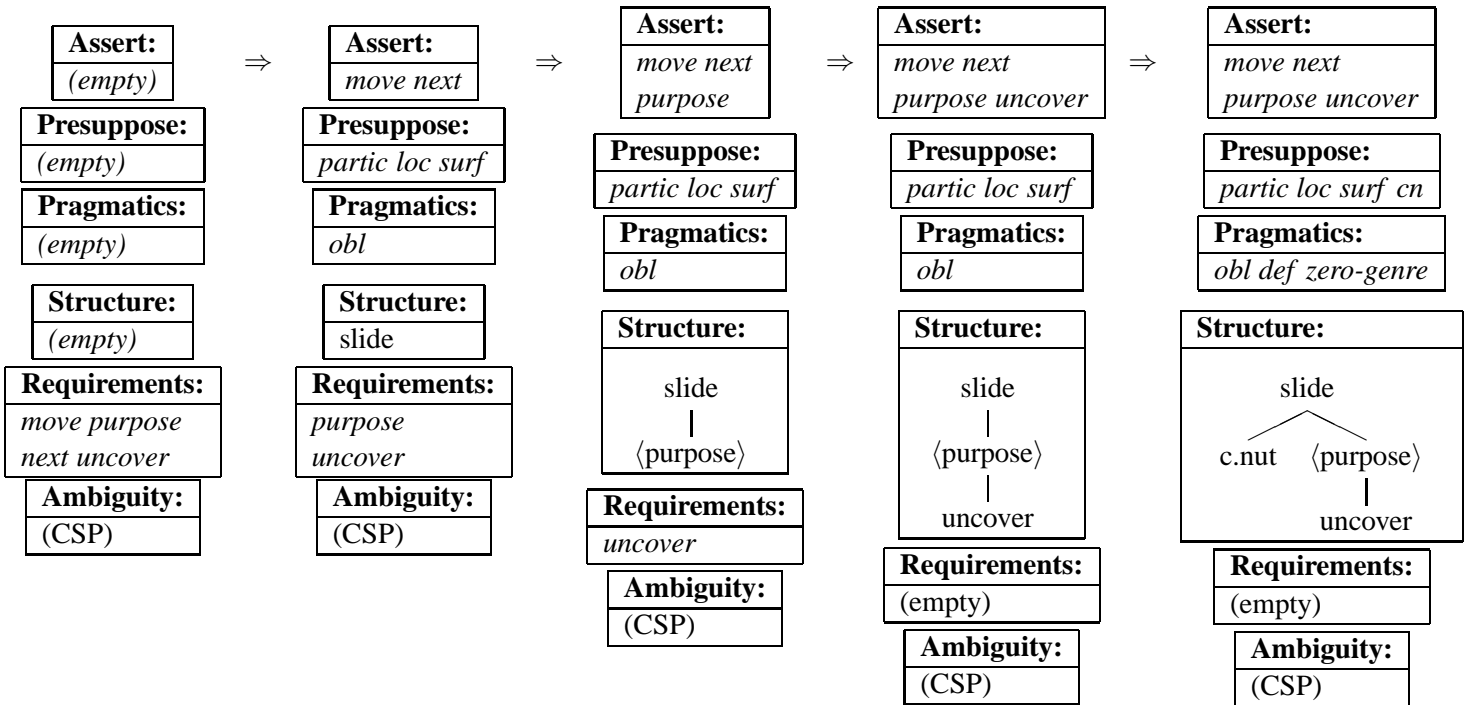 Assert:
(empty)
Presuppose:
(empty)
Pragmatics:
(empty)
Structure:
(empty)
Requirements:
move purpose
next uncover
Ambiguity:
(CSP)
⇒
Assert:
move next
Presuppose:
partic loc surf
Pragmatics:
obl
Structure:
slide
Requirements:
purpose
uncover
Ambiguity:
(CSP)
⇒
Assert:
move next
purpose
Presuppose:
partic loc surf
Pragmatics:
obl
Structure:
slide
⟨purpose⟩
Requirements:
uncover
Ambiguity:
(CSP)
⇒
Assert:
move next
purpose uncover
Presuppose:
partic loc surf
Pragmatics:
obl
Structure:
slide
⟨purpose⟩
uncover
Requirements:
(empty)
Ambiguity:
(CSP)
⇒
Assert:
move next
purpose uncover
Presuppose:
partic loc surf cn
Pragmatics:
obl def zero-genre
Structure:
slide
c.nut ⟨purpose⟩
uncover
Requirements:
(empty)
Ambiguity:
(CSP)